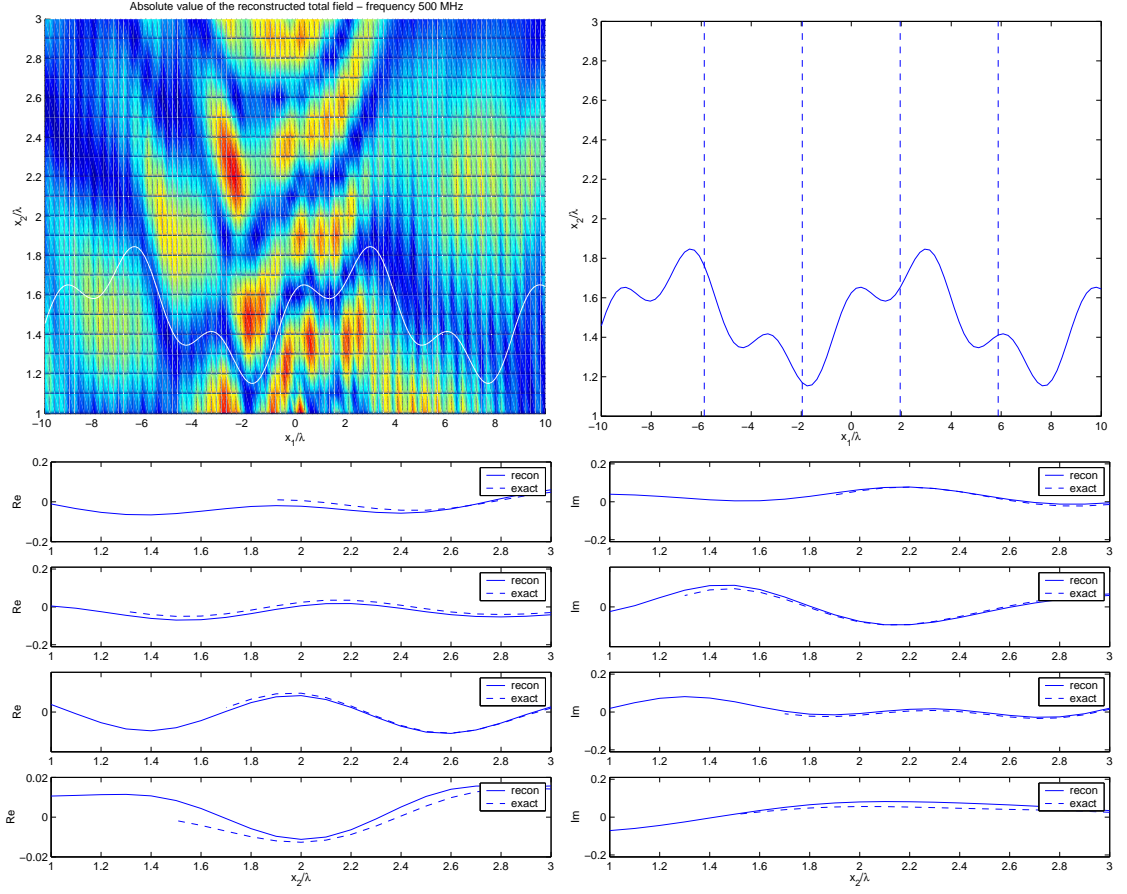 Absolute value of the reconstructed total field − frequency 500 MHz
3
2.8
2.6
2.4
2.2
2
1.8
1.6
1.4
1.2
1
x2/λ
−10 −8 −6 −4 −2 0 2 4 6 8 10
x1/λ
3
2.8
2.6
2.4
2.2
2
1.8
1.6
1.4
1.2
1
x2/λ
−10 −8 −6 −4 −2 0 2 4 6 8 10
x1/λ
0.2
0
−0.2
Re
recon
exact
1 1.2 1.4 1.6 1.8 2 2.2 2.4 2.6 2.8 3
0.2
0
−0.2
Im
recon
exact
1 1.2 1.4 1.6 1.8 2 2.2 2.4 2.6 2.8 3
0.2
0
−0.2
Re
recon
exact
1 1.2 1.4 1.6 1.8 2 2.2 2.4 2.6 2.8 3
0
Im
recon
exact
1 1.2 1.4 1.6 1.8 2 2.2 2.4 2.6 2.8 3
0
Re
recon
exact
1 1.2 1.4 1.6 1.8 2 2.2 2.4 2.6 2.8 3
0.2
0
−0.2
Im
recon
exact
1 1.2 1.4 1.6 1.8 2 2.2 2.4 2.6 2.8 3
0.02
0
−0.02
Re
recon
exact
1 1.2 1.4 1.6 1.8 2 2.2 2.4 2.6 2.8 3
x2/λ
0.2
0
−0.2
Im
recon
exact
1 1.2 1.4 1.6 1.8 2 2.2 2.4 2.6 2.8 3
x2/λ